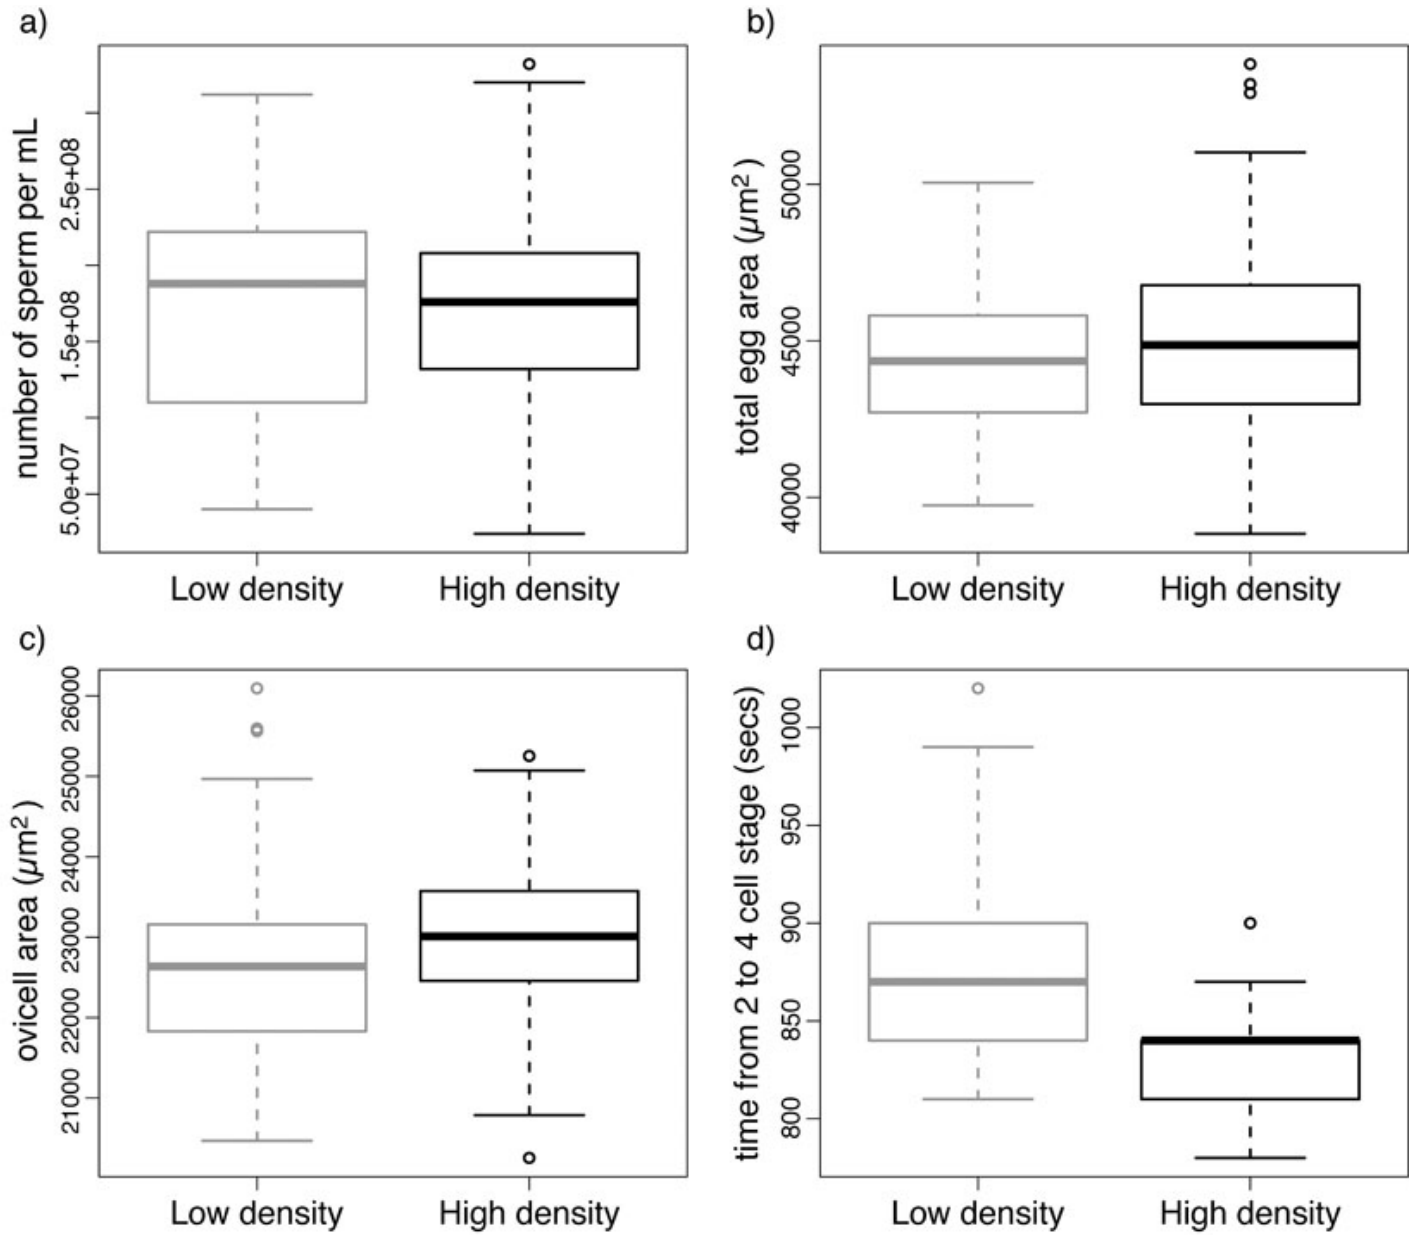 a)
number of sperm per mL
2.5e+08
1.5e+08
5.0e+07
Low density
High density
b)
total egg area (μm²)
50000
45000
40000
Low density
High density
c)
ovicell area (μm²)
26000
25000
24000
23000
22000
21000
Low density
High density
d)
time from 2 to 4 cell stage (secs)
1000
950
900
850
800
Low density
High density